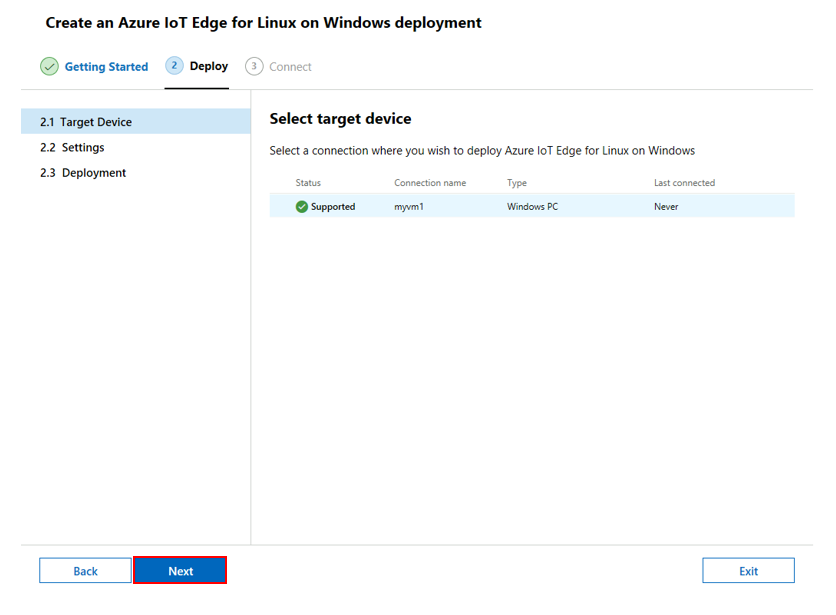 Create an Azure IoT Edge for Linux on Windows deployment
Getting Started 2 Deploy 3 Connect
2.1 Target Device
2.2 Settings
2.3 Deployment
Select target device
Select a connection where you wish to deploy Azure IoT Edge for Linux on Windows
Status Connection name Type Last connected
Supported myvm1 Windows PC Never
Back Next Exit